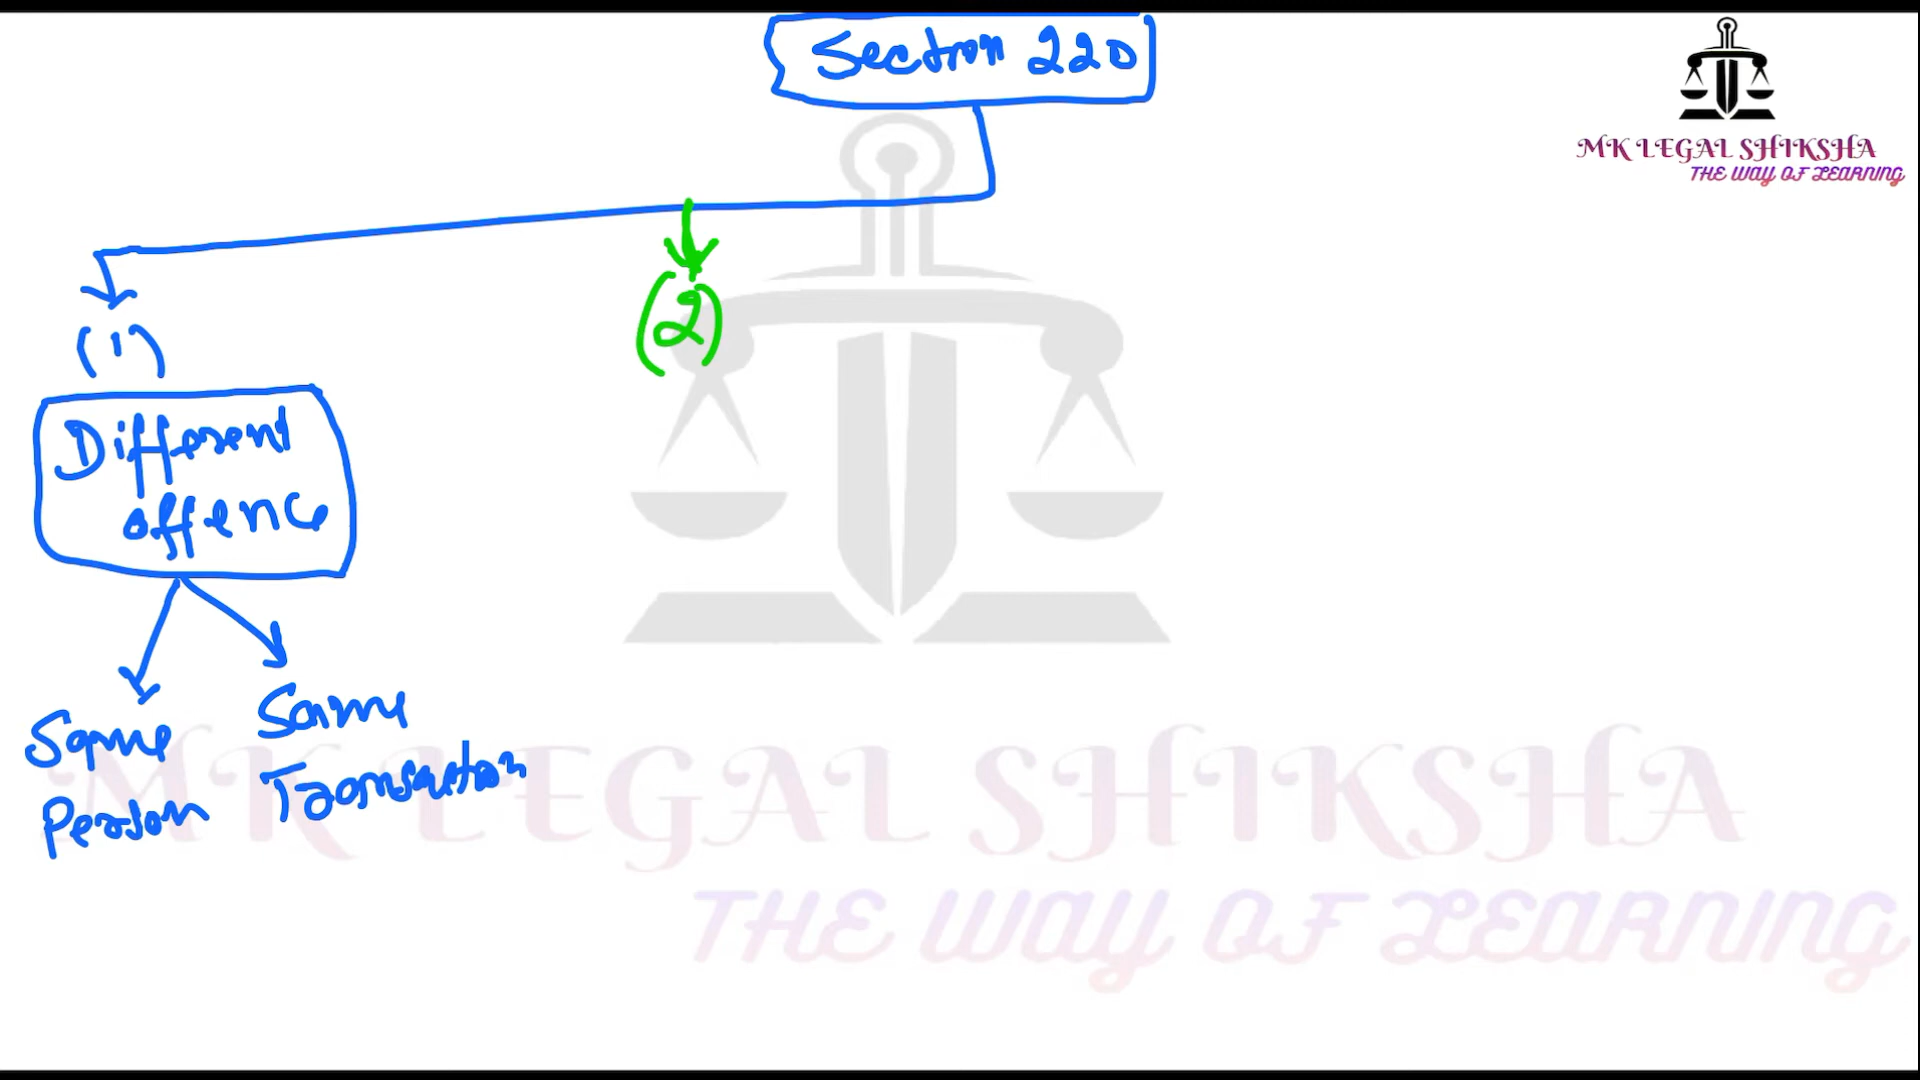 Section 220
MK LEGAL SHIKSHA
THE WAY OF LEARNING
(1)
(2)
Different
offence
Same
Person
Same
Transaction
MK LEGAL SHIKSHA
THE WAY OF LEARNING